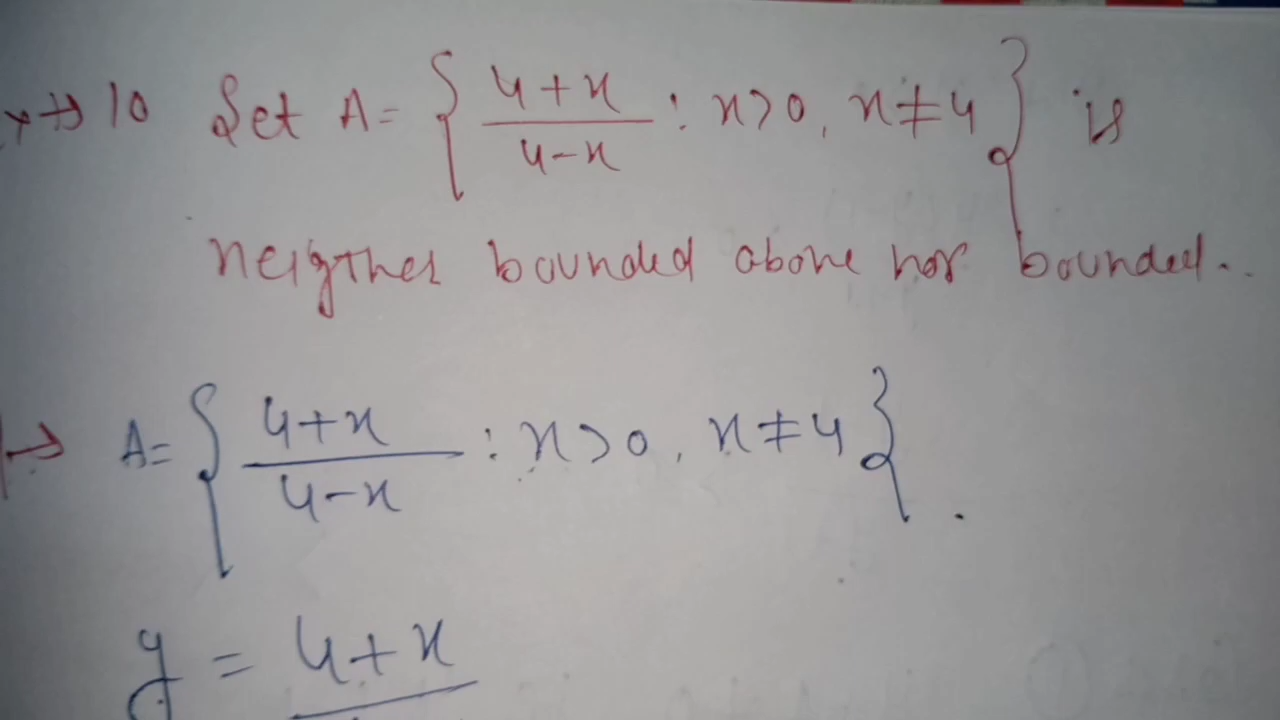 10 Set A = { 4+x / 4-x : x>0, x≠4 } is
neigther bounded above nor bounded..
A = { 4+x / 4-x : x>0, x≠4 } .
y = 4+x